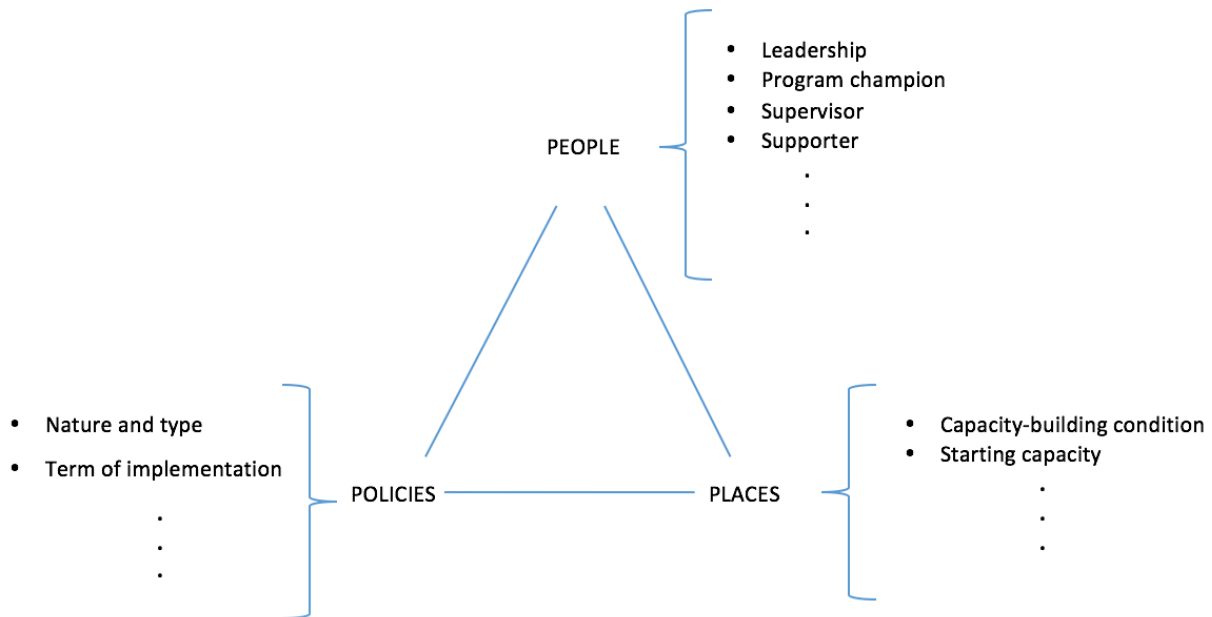 • Leadership
• Program champion
• Supervisor
• Supporter
.
.
.
PEOPLE
• Nature and type
• Term of implementation
.
.
.
POLICIES
PLACES
• Capacity-building condition
• Starting capacity
.
.
.